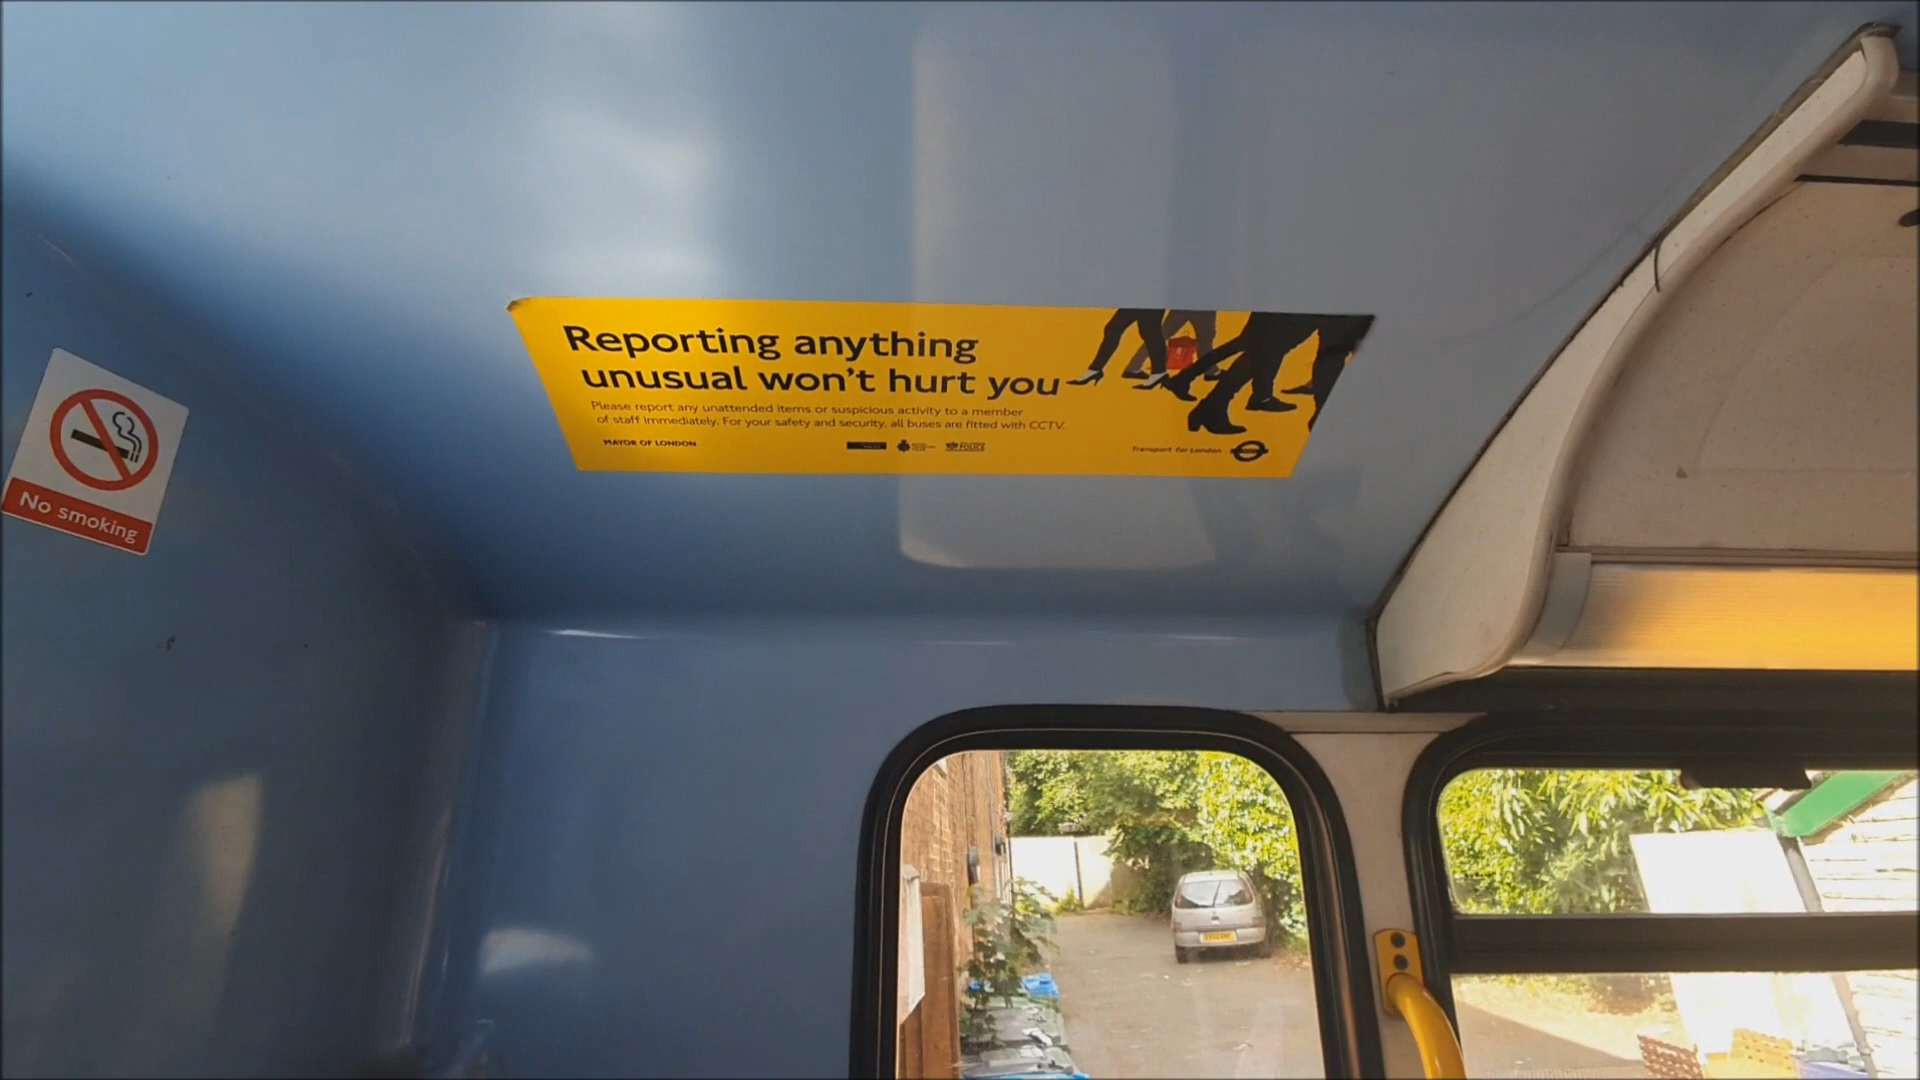 Reporting anything
unusual won't hurt you
Please report any unattended items or suspicious activity to a member
of staff immediately. For your safety and security, all buses are fitted with CCTV.
MAYOR OF LONDON
POLICE
Transport for London
No smoking